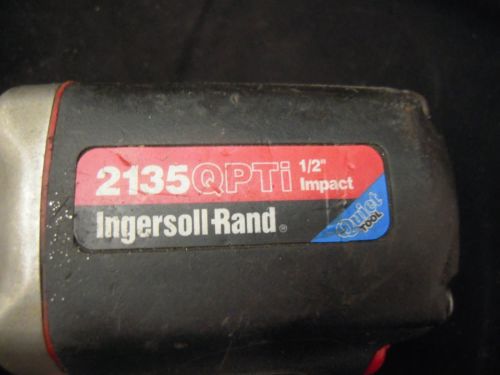 2135QPTi 1/2"
Impact
Ingersoll-Rand®
Quiet
TOOL